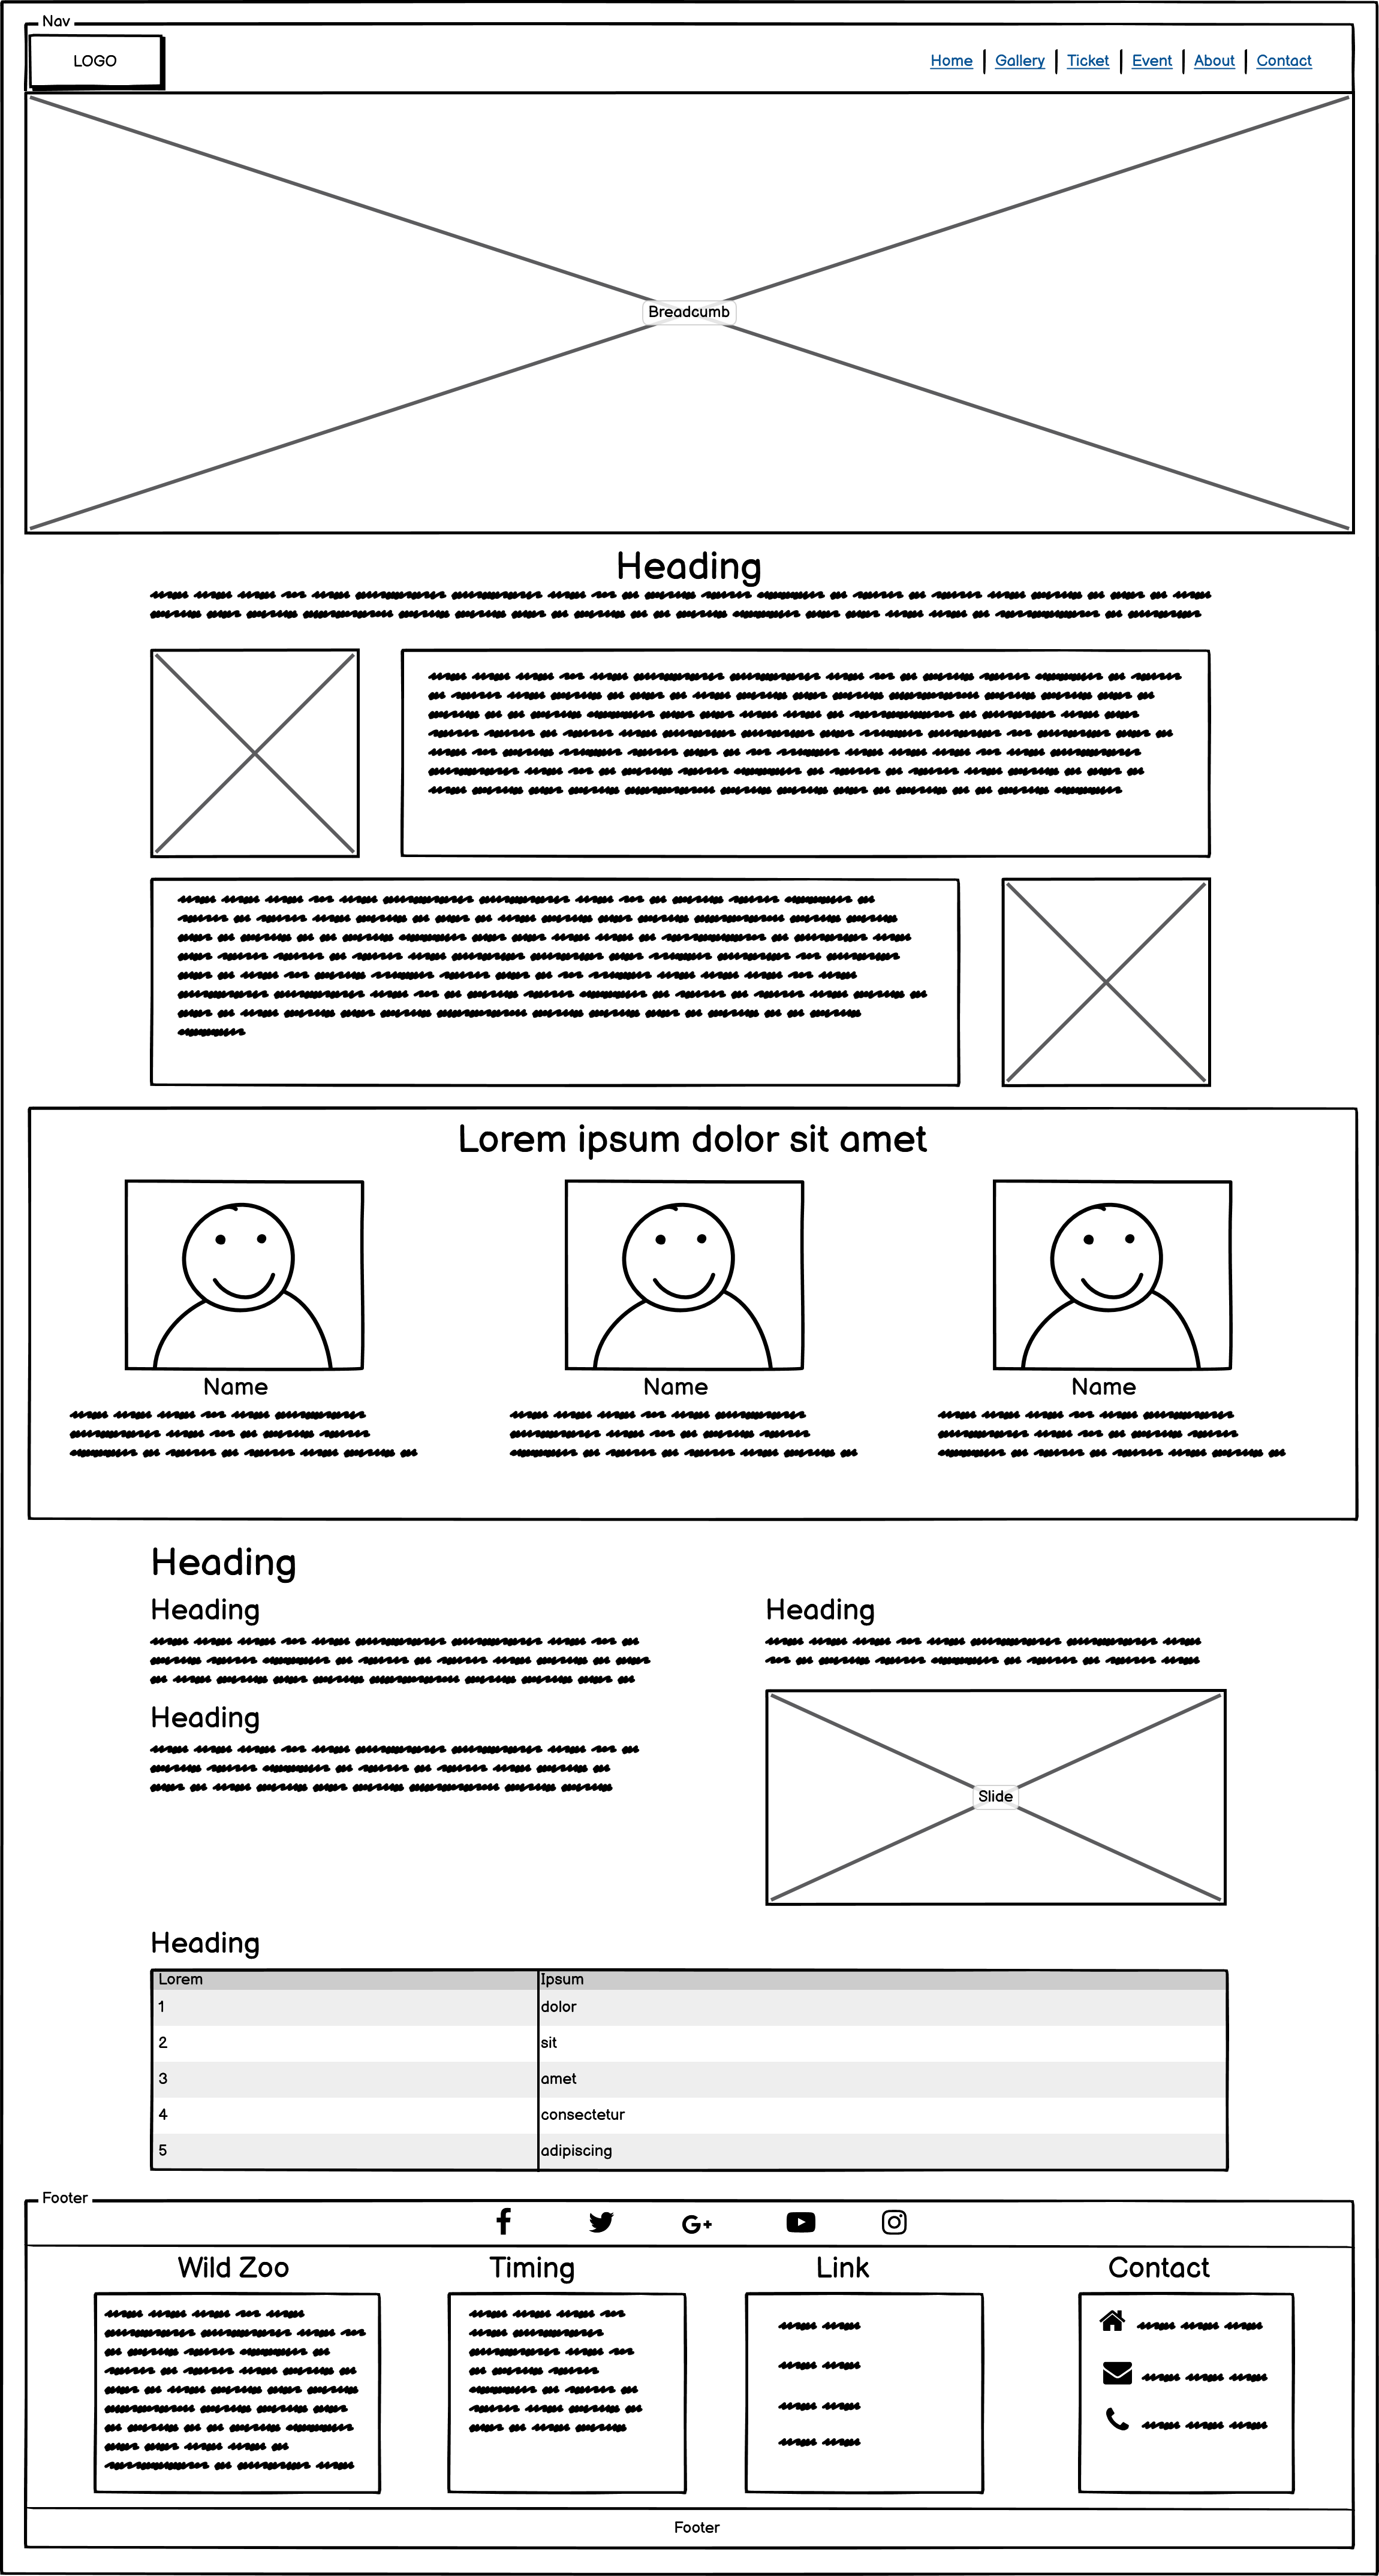 Nav
LOGO
Home Gallery Ticket Event About Contact
Breadcumb
Heading
Lorem ipsum dolor sit amet
Name Name Name
Heading
Heading
Heading
Heading
Slide
Heading
Lorem Ipsum
1 dolor
2 sit
3 amet
4 consectetur
5 adipiscing
Footer
Wild Zoo Timing Link Contact
Footer